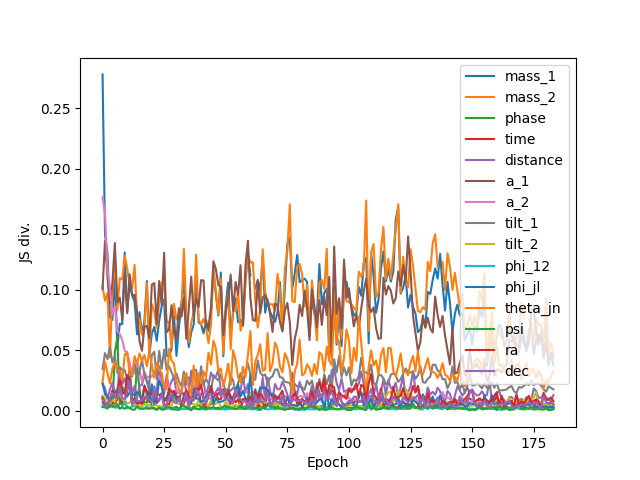 0.25
0.20
0.15
0.10
0.05
0.00
JS div.
0
25
50
75
100
125
150
175
Epoch
mass_1
mass_2
phase
time
distance
a_1
a_2
tilt_1
tilt_2
phi_12
phi_jl
theta_jn
psi
ra
dec